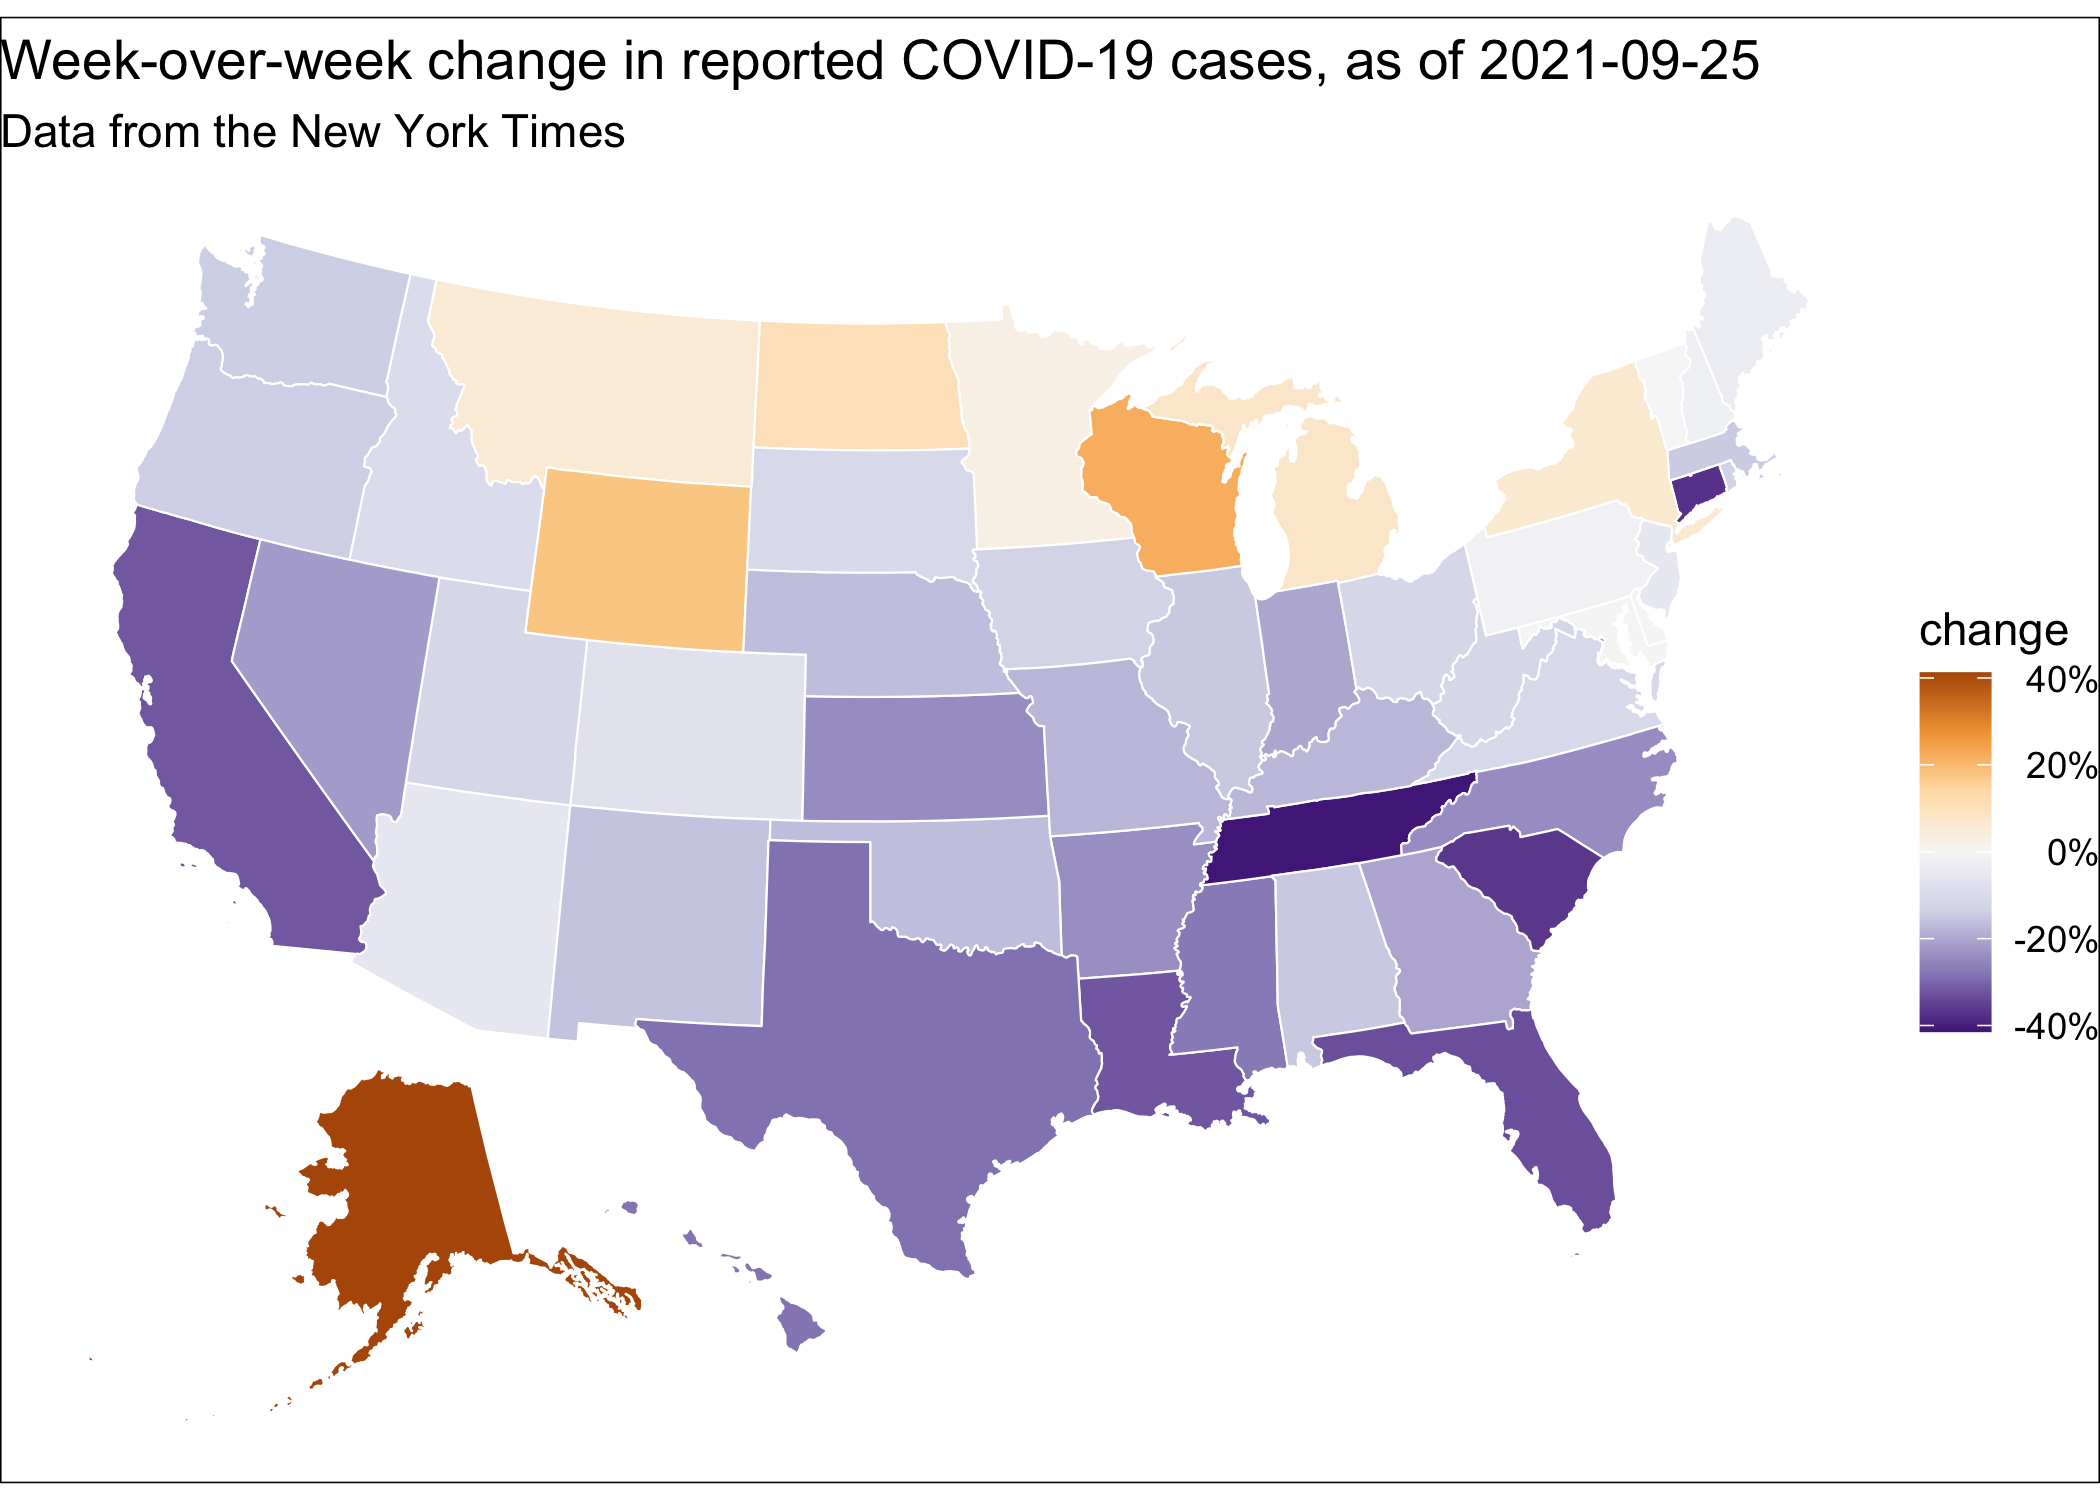 Week-over-week change in reported COVID-19 cases, as of 2021-09-25
Data from the New York Times
change
40%
20%
0%
-20%
-40%